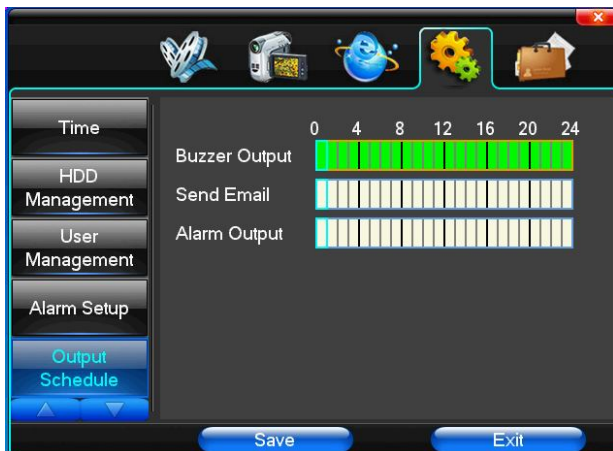 Time
HDD
Management
User
Management
Alarm Setup
Output
Schedule
0 4 8 12 16 20 24
Buzzer Output
Send Email
Alarm Output
Save
Exit